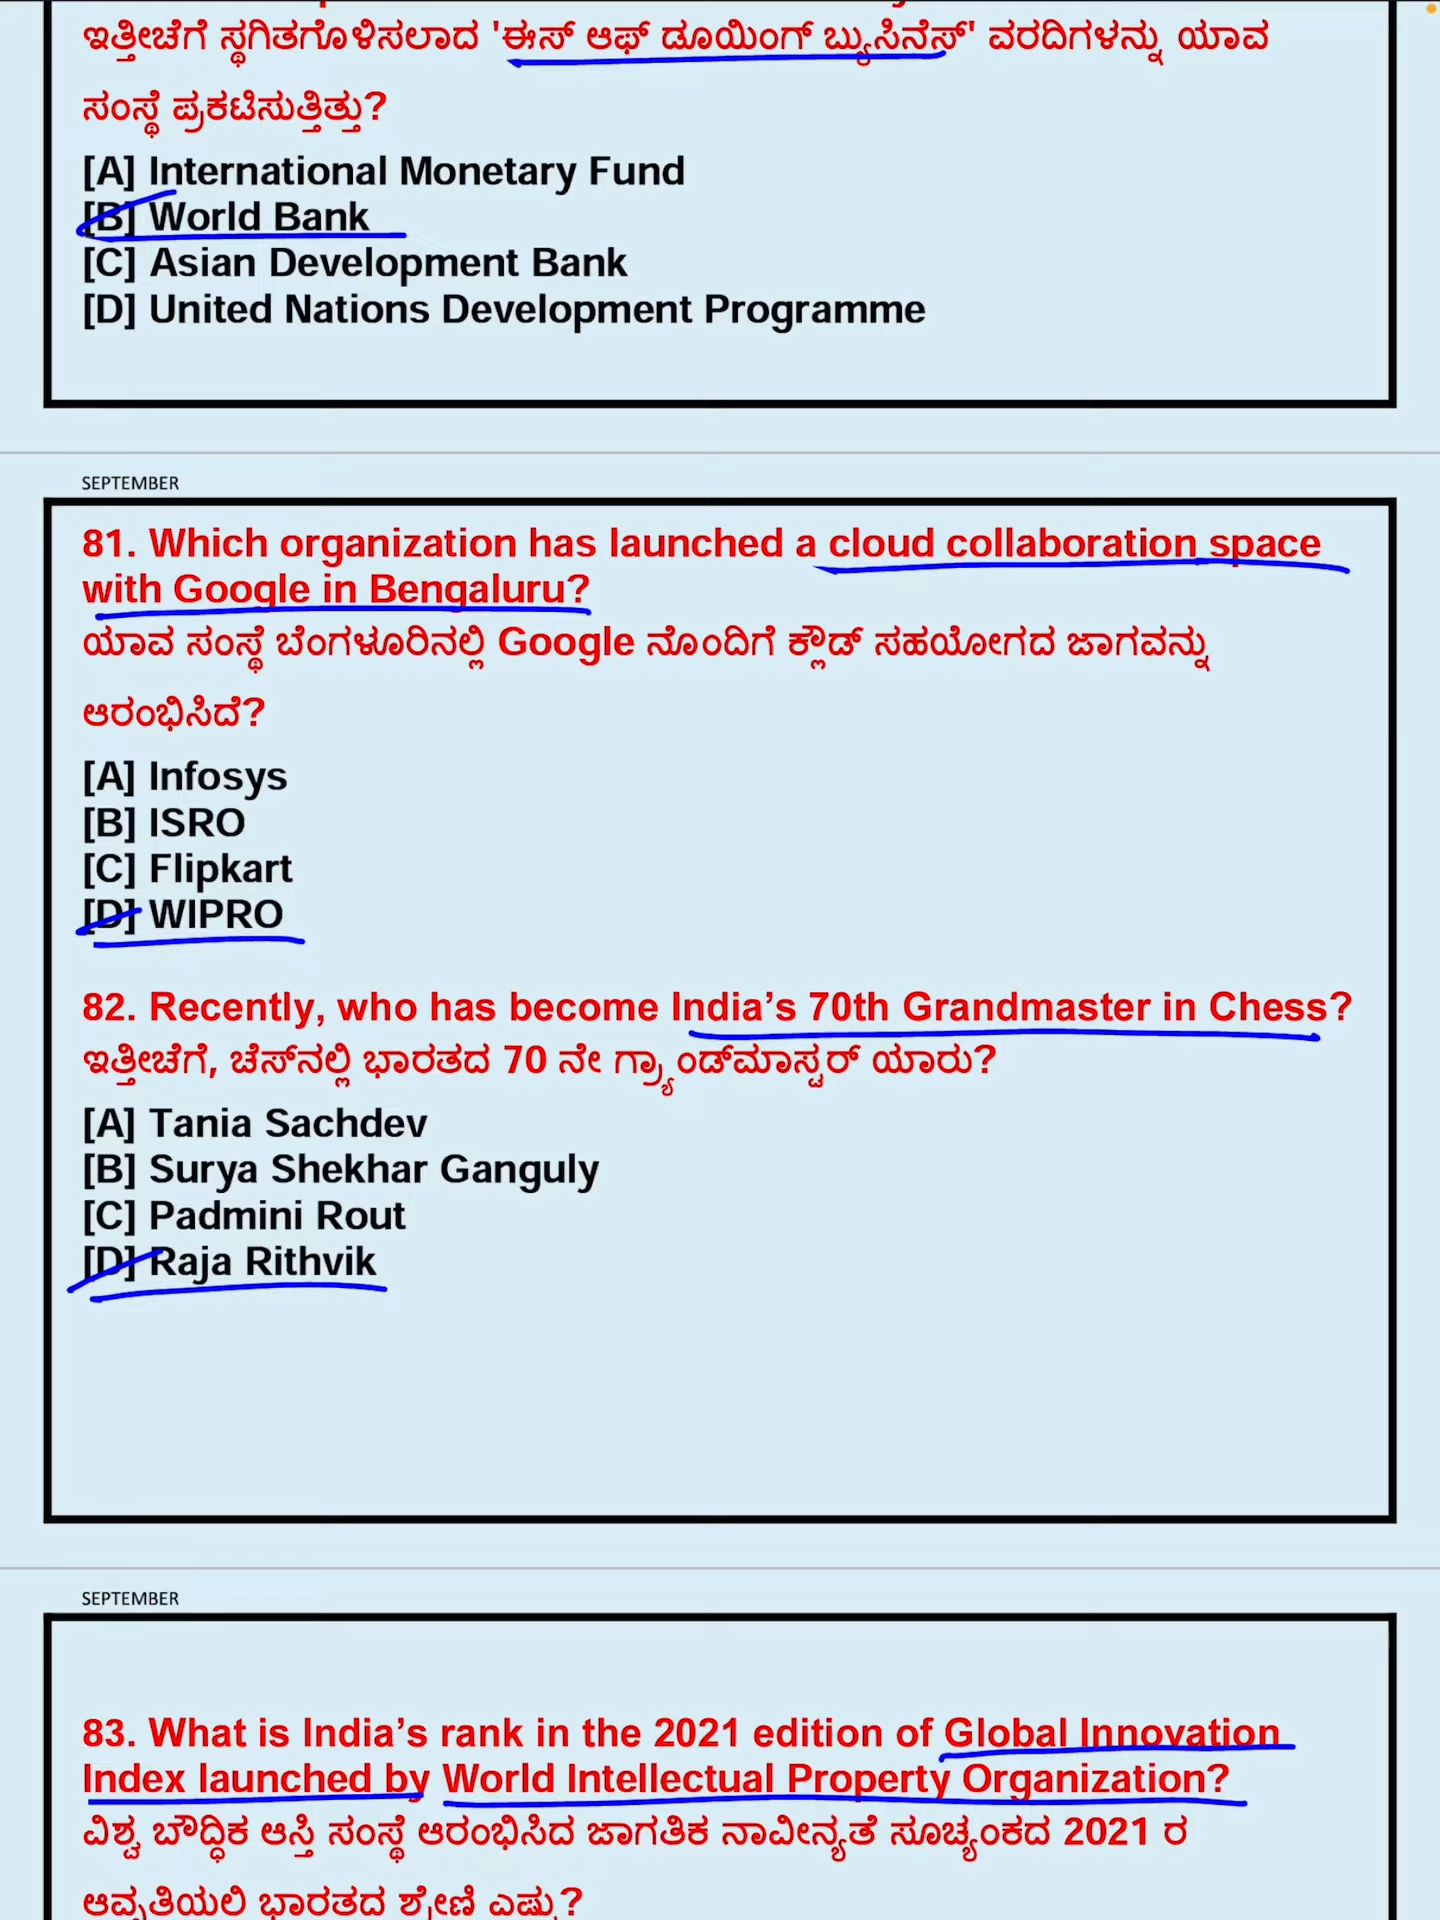 ಇತ್ತೀಚೆಗೆ ಸ್ಥಗಿತಗೊಳಿಸಲಾದ 'ಈಸ್ ಆಫ್ ಡೂಯಿಂಗ್ ಬ್ಯುಸಿನೆಸ್' ವರದಿಗಳನ್ನು ಯಾವ
ಸಂಸ್ಥೆ ಪ್ರಕಟಿಸುತ್ತಿತ್ತು?
[A] International Monetary Fund
[B] World Bank
[C] Asian Development Bank
[D] United Nations Development Programme
SEPTEMBER
81. Which organization has launched a cloud collaboration space
with Google in Bengaluru?
ಯಾವ ಸಂಸ್ಥೆ ಬೆಂಗಳೂರಿನಲ್ಲಿ Google ನೊಂದಿಗೆ ಕ್ಲೌಡ್ ಸಹಯೋಗದ ಜಾಗವನ್ನು
ಆರಂಭಿಸಿದೆ?
[A] Infosys
[B] ISRO
[C] Flipkart
[D] WIPRO
82. Recently, who has become India’s 70th Grandmaster in Chess?
ಇತ್ತೀಚೆಗೆ, ಚೆಸ್‌ನಲ್ಲಿ ಭಾರತದ 70 ನೇ ಗ್ರ್ಯಾಂಡ್‌ಮಾಸ್ಟರ್ ಯಾರು?
[A] Tania Sachdev
[B] Surya Shekhar Ganguly
[C] Padmini Rout
[D] Raja Rithvik
SEPTEMBER
83. What is India’s rank in the 2021 edition of Global Innovation
Index launched by World Intellectual Property Organization?
ವಿಶ್ವ ಬೌದ್ಧಿಕ ಆಸ್ತಿ ಸಂಸ್ಥೆ ಆರಂಭಿಸಿದ ಜಾಗತಿಕ ನಾವೀನ್ಯತೆ ಸೂಚ್ಯಂಕದ 2021 ರ
ಆವೃತ್ತಿಯಲ್ಲಿ ಭಾರತದ ಶ್ರೇಣಿ ಎಷ್ಟು?